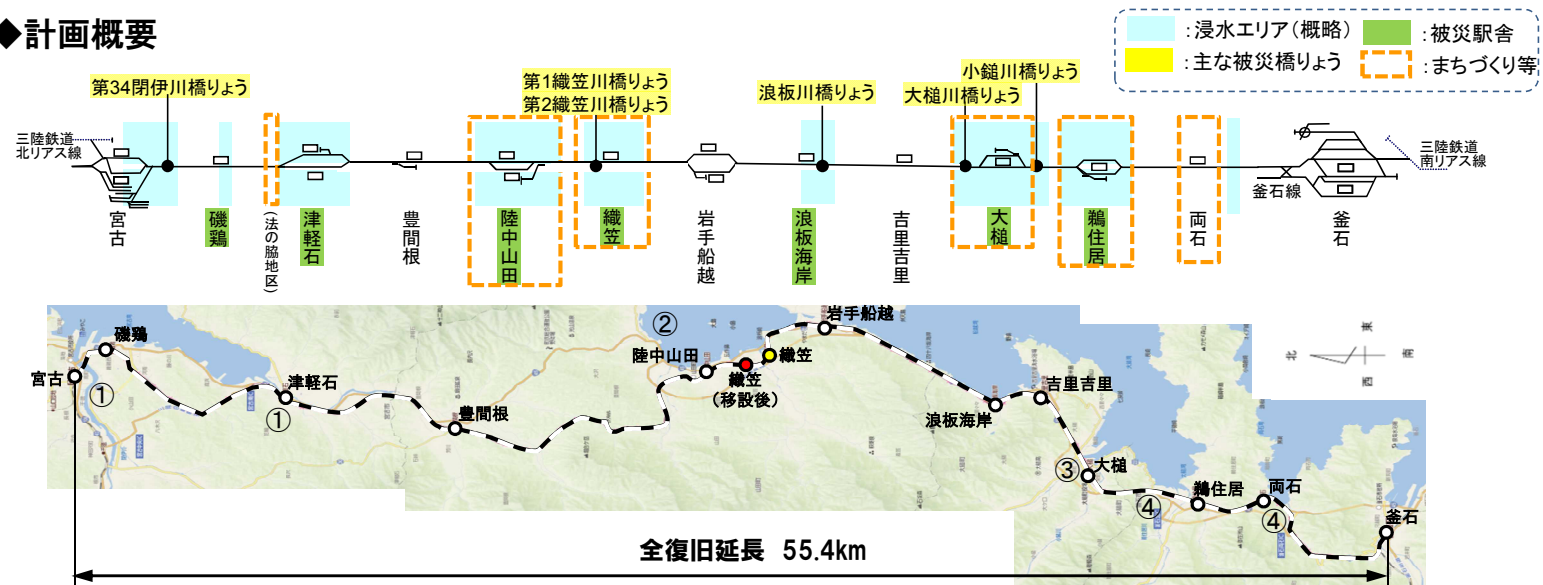 ◆計画概要
:浸水エリア(概略)
:被災駅舎
:主な被災橋りょう
:まちづくり等
第34閉伊川橋りょう
第1織笠川橋りょう
第2織笠川橋りょう
浪板川橋りょう
小鎚川橋りょう
大槌川橋りょう
三陸鉄道
北リアス線
三陸鉄道
南リアス線
釜石線
宮古
磯鶏
(法の脇地区)
津軽石
豊間根
陸中山田
織笠
岩手船越
浪板海岸
吉里吉里
大槌
鵜住居
両石
釜石
宮古
磯鶏
①
津軽石
①
豊間根
②
陸中山田
織笠
(移設後)
織笠
岩手船越
浪板海岸
吉里吉里
③
大槌
④
鵜住居
両石
④
釜石
北
東
西
南
全復旧延長 55.4km